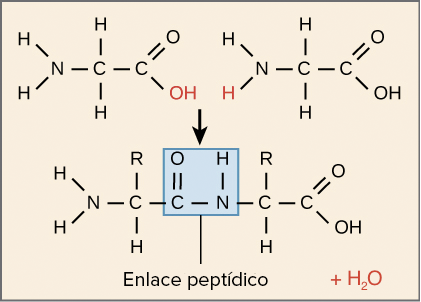 H H O H H O
N C C N C C
H H OH H H OH
H R O H R O
N C C N C C
H H H OH
Enlace peptídico + H₂O